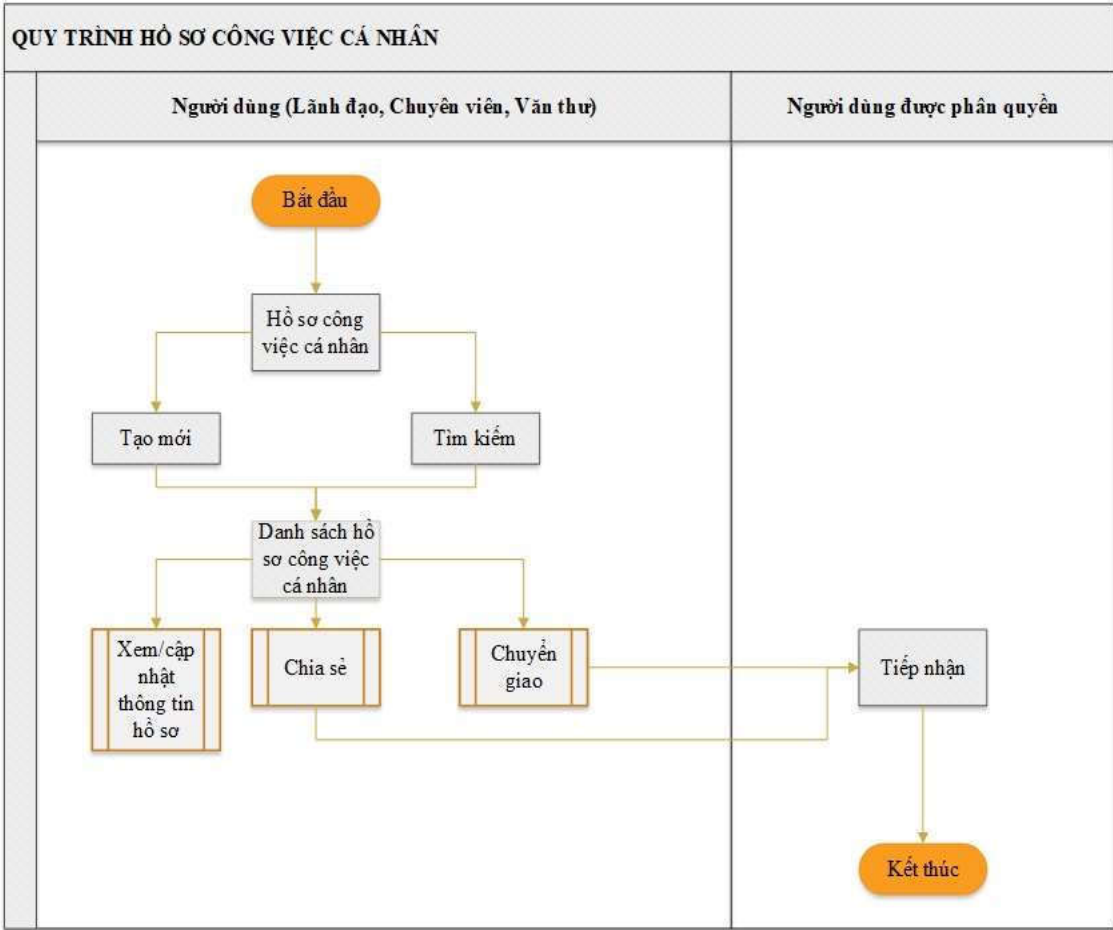 QUY TRÌNH HỒ SƠ CÔNG VIỆC CÁ NHÂN
Người dùng (Lãnh đạo, Chuyên viên, Văn thư)
Người dùng được phân quyền
Bắt đầu
Hồ sơ công
việc cá nhân
Tạo mới
Tìm kiếm
Danh sách hồ
sơ công việc
cá nhân
Xem/cập
nhật
thông tin
hồ sơ
Chia sẻ
Chuyển
giao
Tiếp nhận
Kết thúc